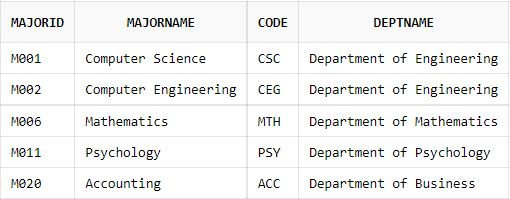 MAJORID MAJORNAME CODE DEPTNAME
M001 Computer Science CSC Department of Engineering
M002 Computer Engineering CEG Department of Engineering
M006 Mathematics MTH Department of Mathematics
M011 Psychology PSY Department of Psychology
M020 Accounting ACC Department of Business